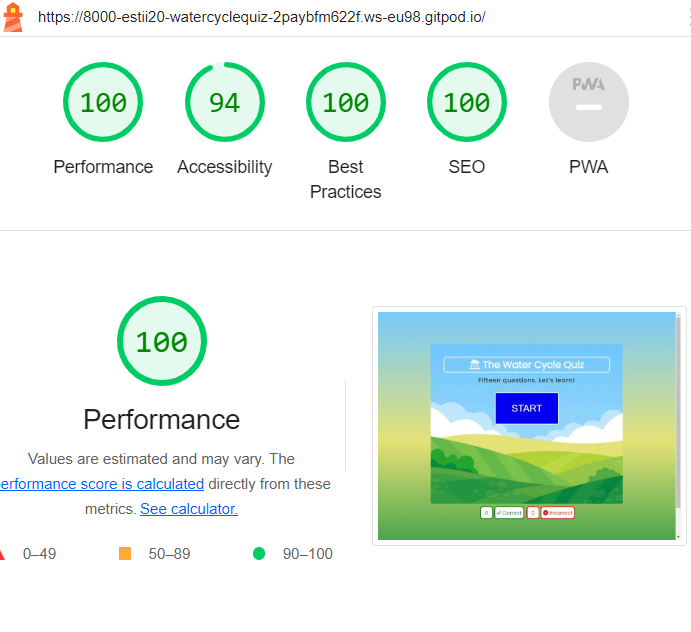 https://8000-estii20-watercyclequiz-2paybfm622f.ws-eu98.gitpod.io/
100
94
100
100
PWA
Performance
Accessibility
Best
Practices
SEO
PWA
100
Performance
Values are estimated and may vary. The
erformance score is calculated directly from these
metrics. See calculator.
0–49
50–89
90–100
The Water Cycle Quiz
Fifteen questions. Let's learn!
START
0 Correct 0 Incorrect